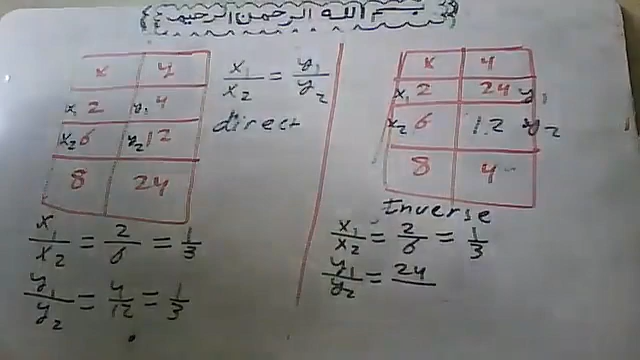 بسم الله الرحمن الرحيم
x y
x₁ 2 y₁ 4
x₂ 6 y₂ 12
8 24
x₁/x₂ = y₁/y₂
direct
x₁/x₂ = 2/6 = 1/3
y₁/y₂ = 4/12 = 1/3
x y
x₁ 2 24 y₁
x₂ 6 12 y₂
8 4
Inverse
x₁/x₂ = 2/6 = 1/3
y₁/y₂ = 24/